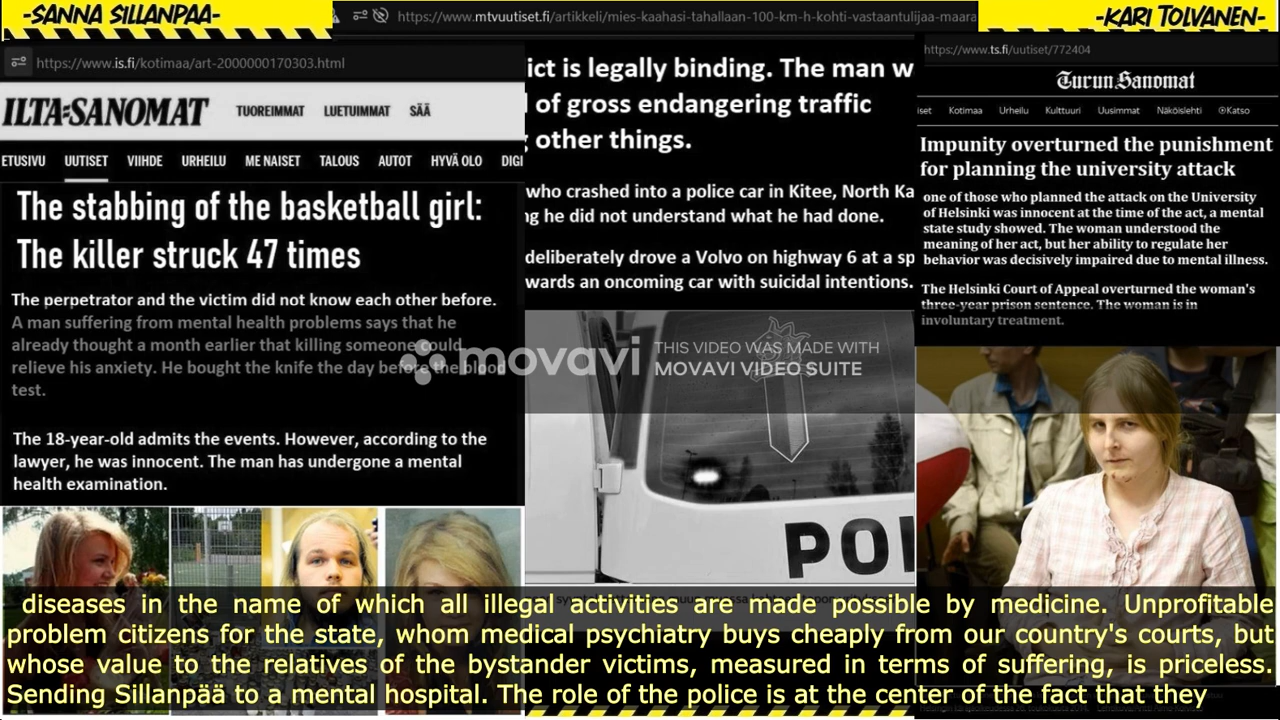 -SANNA SILLANPAA-
https://www.mtvuutiset.fi/artikkeli/mies-kaahasi-tahallaan-100-km-h-kohti-vastaantulijaa-maara
-KARI TOLVANEN-
https://www.is.fi/kotimaa/art-2000000170303.html
ILTA-SANOMAT
TUOREIMMAT LUETUIMMAT SÄÄ
ETUSIVU UUTISET VIIHDE URHEILU ME NAISET TALOUS AUTOT HYVÄ OLO DIGI
The stabbing of the basketball girl:
The killer struck 47 times
The perpetrator and the victim did not know each other before.
A man suffering from mental health problems says that he
already thought a month earlier that killing someone could
relieve his anxiety. He bought the knife the day before the blood
test.
The 18-year-old admits the events. However, according to the
lawyer, he was innocent. The man has undergone a mental
health examination.
ict is legally binding. The man w
of gross endangering traffic
other things.
who crashed into a police car in Kitee, North Ka
ng he did not understand what he had done.
deliberately drove a Volvo on highway 6 at a sp
wards an oncoming car with suicidal intentions.
movavi
THIS VIDEO WAS MADE WITH
MOVAVI VIDEO SUITE
POL
https://www.ts.fi/uutiset/772404
Turun Sanomat
iset Kotimaa Urheilu Kulttuuri Uusimmat Näköislehti Katso
Impunity overturned the punishment
for planning the university attack
one of those who planned the attack on the University
of Helsinki was innocent at the time of the act, a mental
state study showed. The woman understood the
meaning of her act, but her ability to regulate her
behavior was decisively impaired due to mental illness.
The Helsinki Court of Appeal overturned the woman's
three-year prison sentence. The woman is in
involuntary treatment.
diseases in the name of which all illegal activities are made possible by medicine. Unprofitable
problem citizens for the state, whom medical psychiatry buys cheaply from our country's courts, but
whose value to the relatives of the bystander victims, measured in terms of suffering, is priceless.
Sending Sillanpää to a mental hospital. The role of the police is at the center of the fact that they